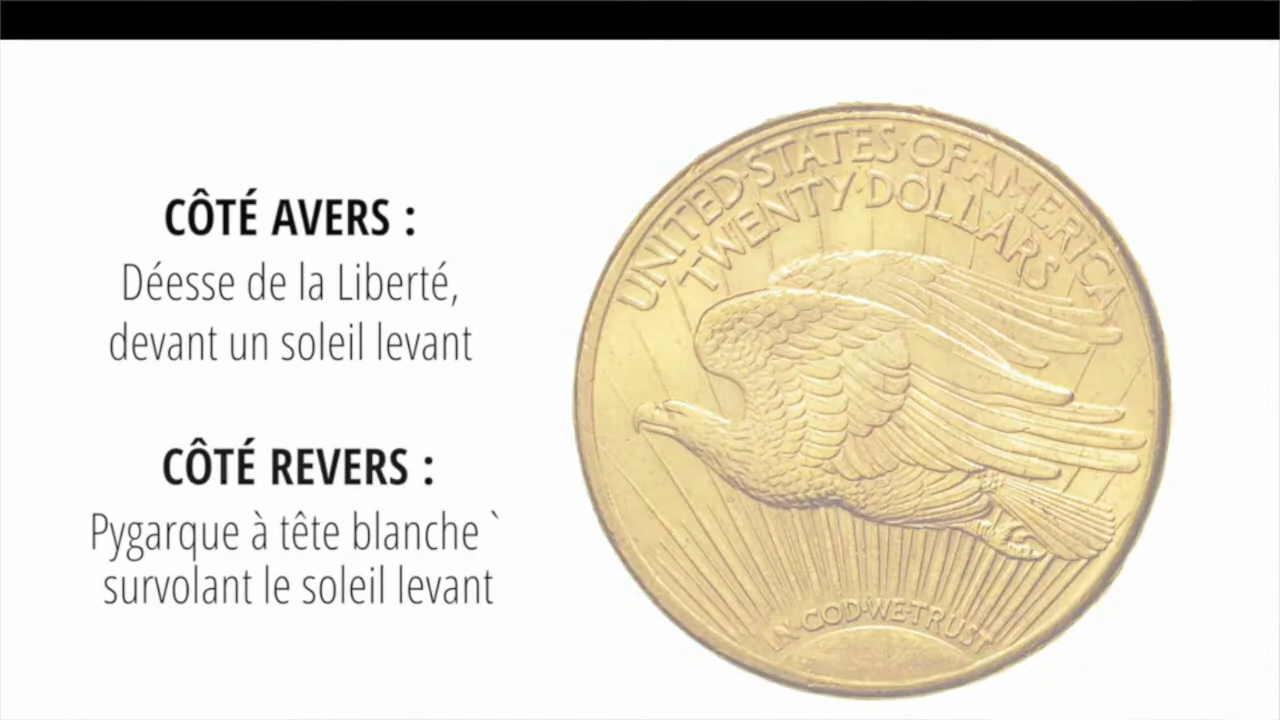 CÔTÉ AVERS :
Déesse de la Liberté,
devant un soleil levant
CÔTÉ REVERS :
Pygarque à tête blanche `
survolant le soleil levant
UNITED·STATES·OF·AMERICA
TWENTY·DOLLARS
IN·GOD·WE·TRUST